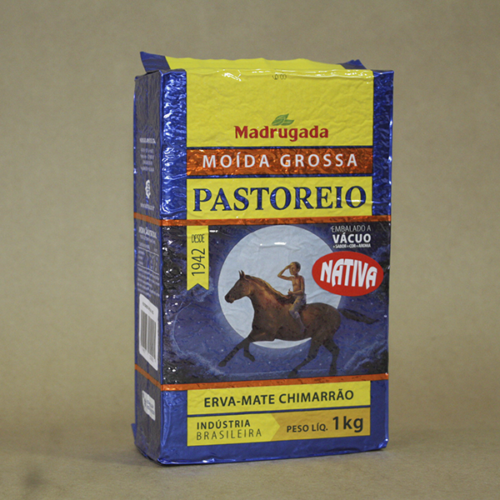 Madrugada
MOÍDA GROSSA
PASTOREIO
DESDE 1942
EMBALADO A
VÁCUO
NATIVA
ERVA-MATE CHIMARRÃO
INDÚSTRIA
BRASILEIRA
PESO LÍQ. 1kg